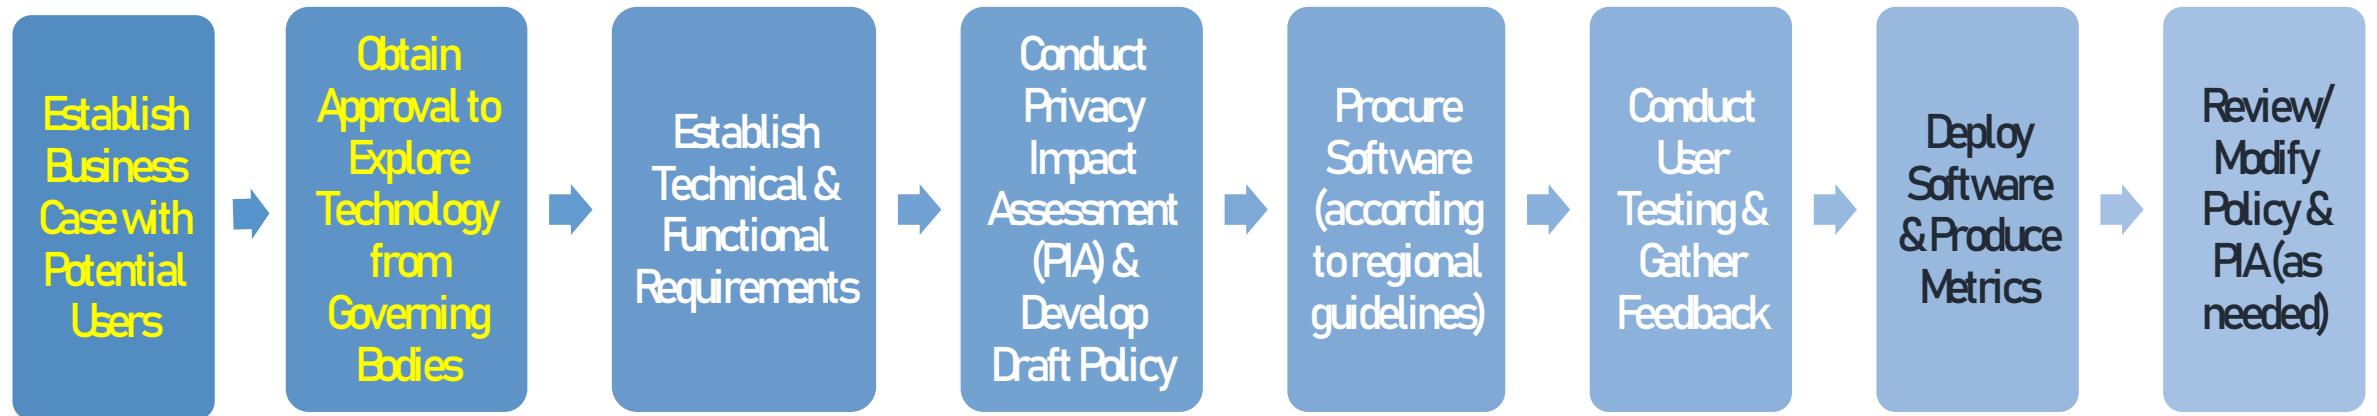 Establish
Business
Case with
Potential
Users
Obtain
Approval to
Explore
Technology
from
Governing
Bodies
Establish
Technical &
Functional
Requirements
Conduct
Privacy
Impact
Assessment
(PIA) &
Develop
Draft Policy
Procure
Software
(according
to regional
guidelines)
Conduct
User
Testing &
Gather
Feedback
Deploy
Software
& Produce
Metrics
Review/
Modify
Policy &
PIA (as
needed)